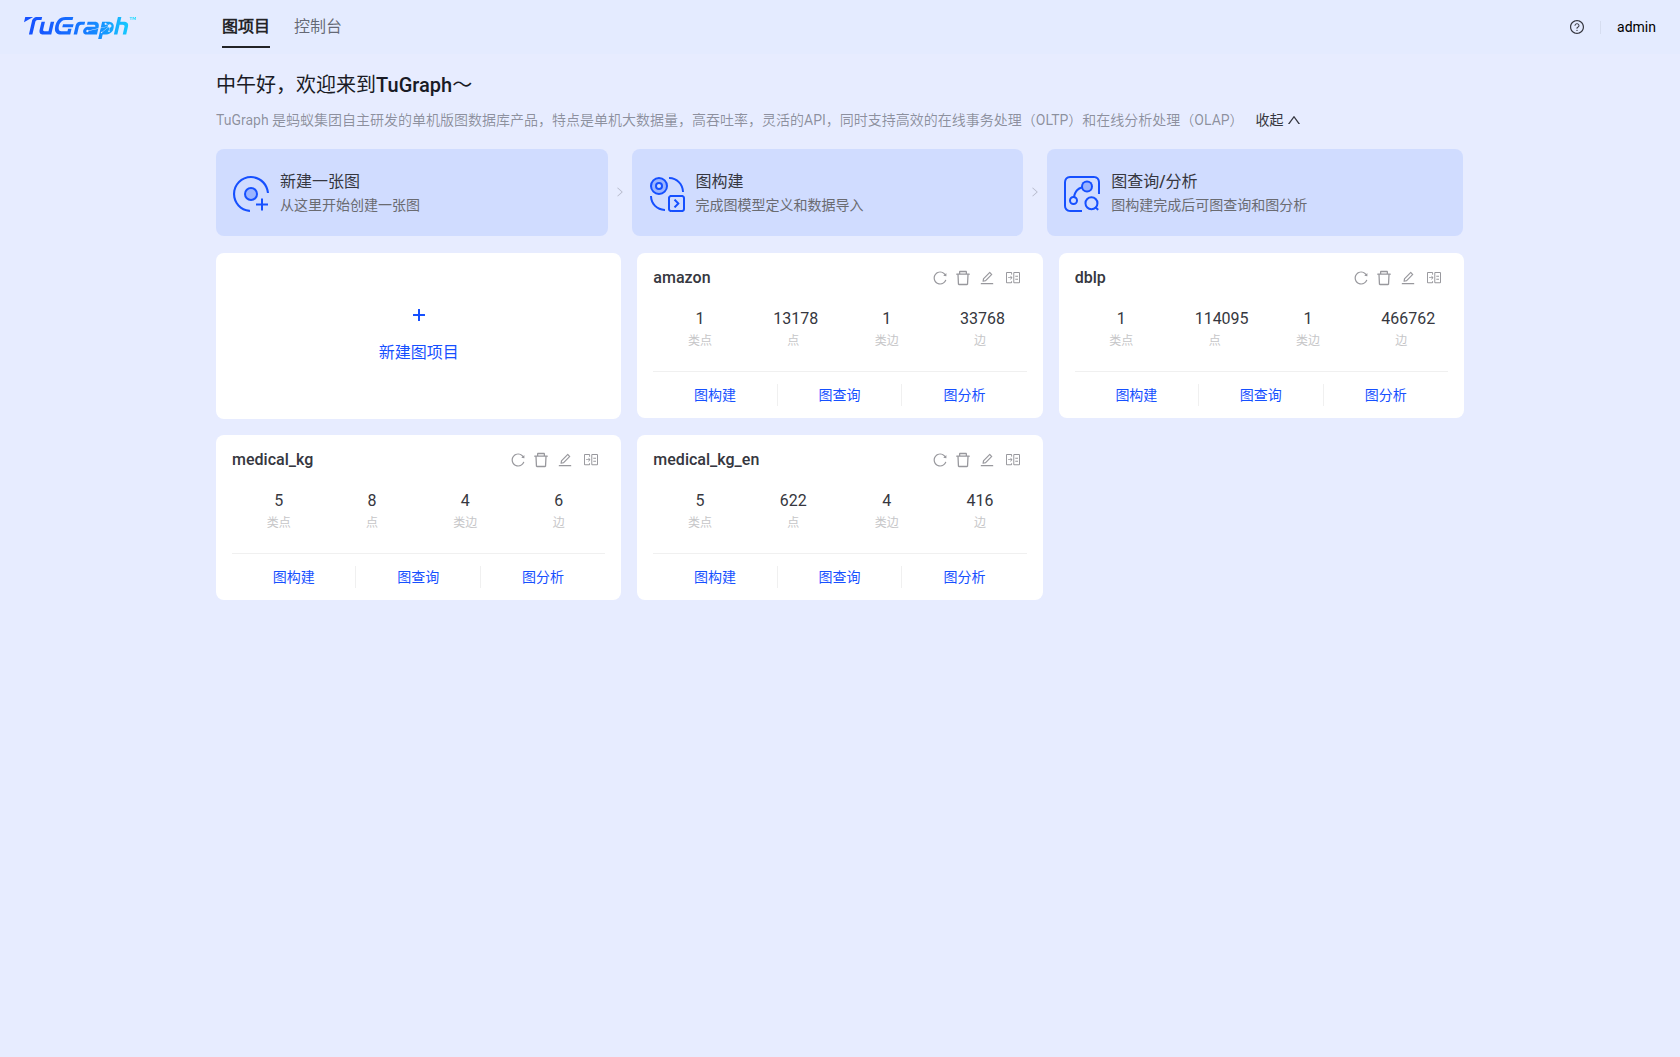 TuGraph™
图项目 控制台
admin
中午好，欢迎来到TuGraph～
TuGraph 是蚂蚁集团自主研发的单机版图数据库产品，特点是单机大数据量，高吞吐率，灵活的API，同时支持高效的在线事务处理（OLTP）和在线分析处理（OLAP） 收起
新建一张图
从这里开始创建一张图
图构建
完成图模型定义和数据导入
图查询/分析
图构建完成后可图查询和图分析
新建图项目
amazon
1 13178 1 33768
类点 点 类边 边
图构建 图查询 图分析
dblp
1 114095 1 466762
类点 点 类边 边
图构建 图查询 图分析
medical_kg
5 8 4 6
类点 点 类边 边
图构建 图查询 图分析
medical_kg_en
5 622 4 416
类点 点 类边 边
图构建 图查询 图分析